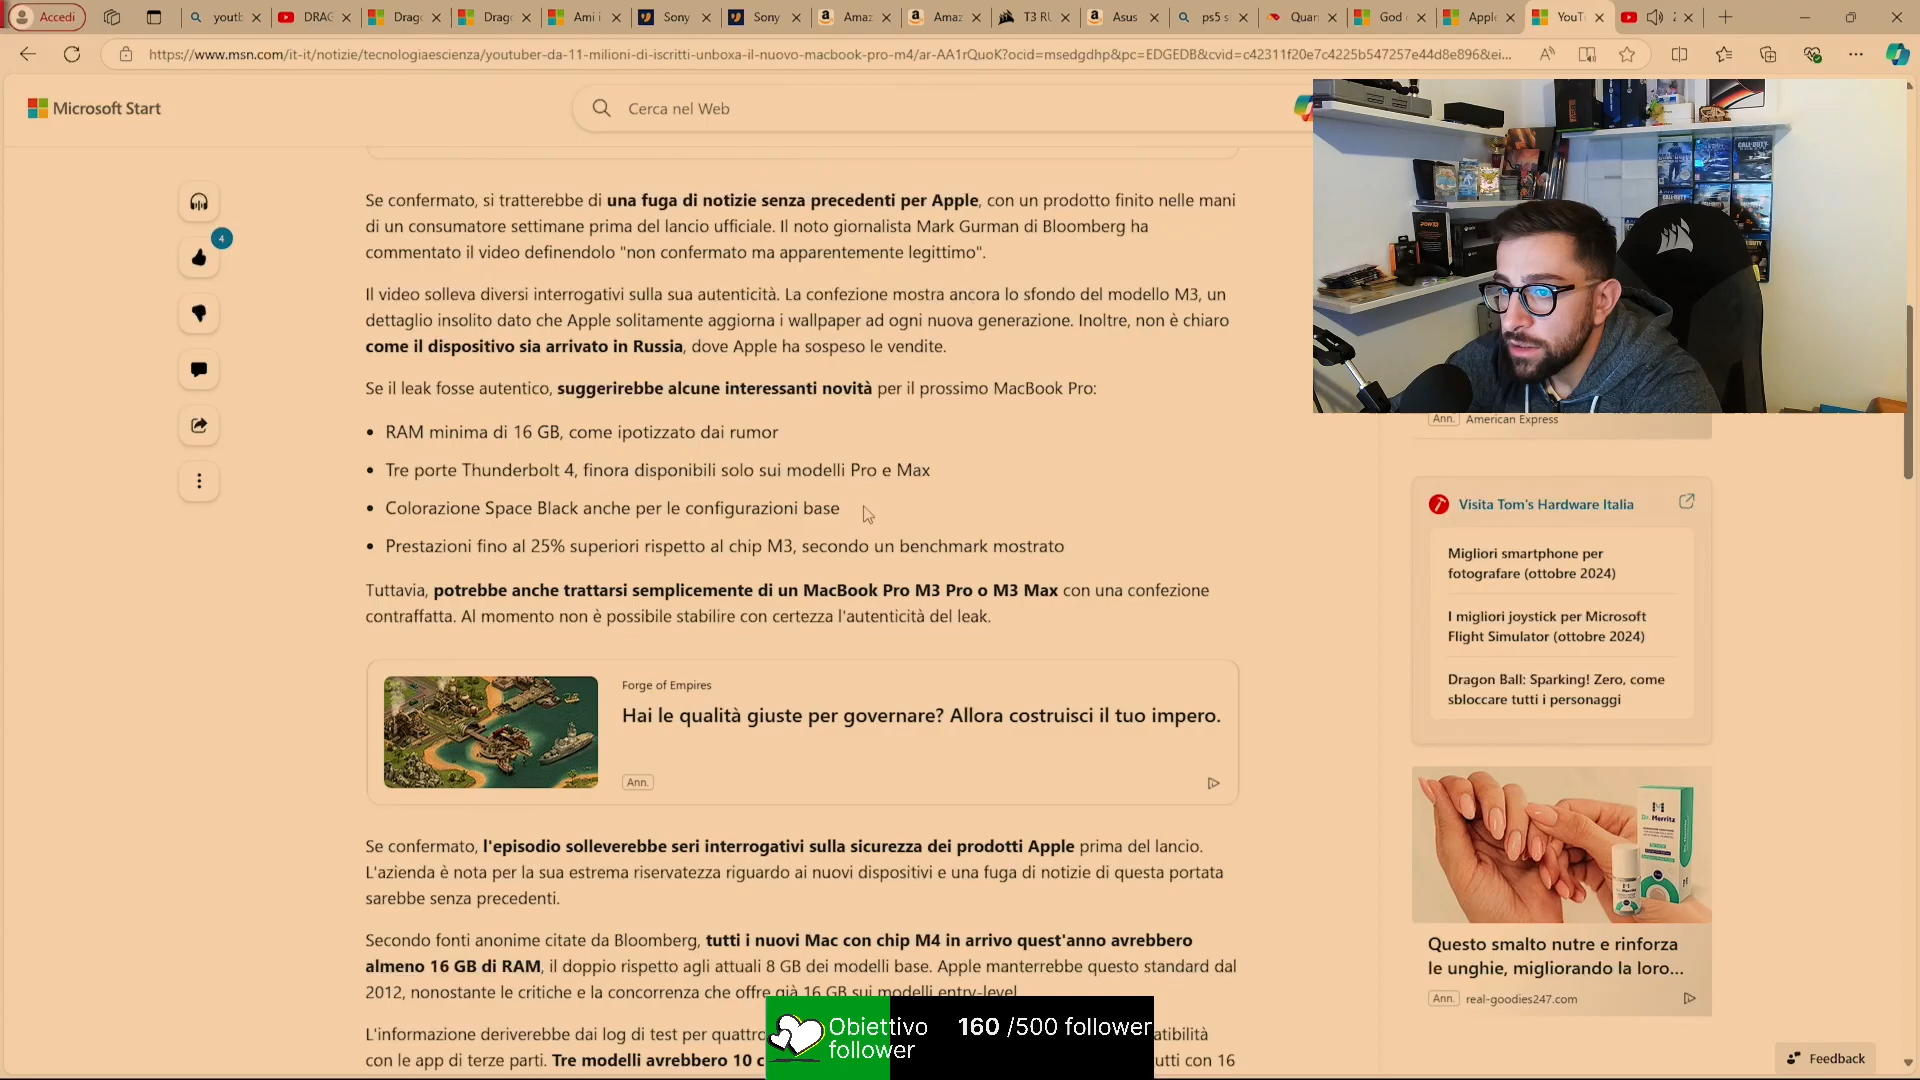 Accedi
youtb
DRAG
Drago
Drago
Ami i
Sony
Sony
Amaz
Amaz
T3 RU
Asus
ps5 s
Quan
God o
Apple
YouT
https://www.msn.com/it-it/notizie/tecnologiaescienza/youtuber-da-11-milioni-di-iscritti-unboxa-il-nuovo-macbook-pro-m4/ar-AA1rQuoK?ocid=msedgdhp&pc=EDGEDB&cvid=c42311f20e7c4225b547257e44d8e896&ei...
Microsoft Start
Cerca nel Web
4
Se confermato, si tratterebbe di una fuga di notizie senza precedenti per Apple, con un prodotto finito nelle mani
di un consumatore settimane prima del lancio ufficiale. Il noto giornalista Mark Gurman di Bloomberg ha
commentato il video definendolo "non confermato ma apparentemente legittimo".
Il video solleva diversi interrogativi sulla sua autenticità. La confezione mostra ancora lo sfondo del modello M3, un
dettaglio insolito dato che Apple solitamente aggiorna i wallpaper ad ogni nuova generazione. Inoltre, non è chiaro
come il dispositivo sia arrivato in Russia, dove Apple ha sospeso le vendite.
Se il leak fosse autentico, suggerirebbe alcune interessanti novità per il prossimo MacBook Pro:
• RAM minima di 16 GB, come ipotizzato dai rumor
• Tre porte Thunderbolt 4, finora disponibili solo sui modelli Pro e Max
• Colorazione Space Black anche per le configurazioni base
• Prestazioni fino al 25% superiori rispetto al chip M3, secondo un benchmark mostrato
Tuttavia, potrebbe anche trattarsi semplicemente di un MacBook Pro M3 Pro o M3 Max con una confezione
contraffatta. Al momento non è possibile stabilire con certezza l'autenticità del leak.
Forge of Empires
Hai le qualità giuste per governare? Allora costruisci il tuo impero.
Ann.
Se confermato, l'episodio solleverebbe seri interrogativi sulla sicurezza dei prodotti Apple prima del lancio.
L'azienda è nota per la sua estrema riservatezza riguardo ai nuovi dispositivi e una fuga di notizie di questa portata
sarebbe senza precedenti.
Secondo fonti anonime citate da Bloomberg, tutti i nuovi Mac con chip M4 in arrivo quest'anno avrebbero
almeno 16 GB di RAM, il doppio rispetto agli attuali 8 GB dei modelli base. Apple manterrebbe questo standard dal
2012, nonostante le critiche e la concorrenza che offre già 16 GB sui modelli entry-level
L'informazione deriverebbe dai log di test per quattro
atibilità
con le app di terze parti. Tre modelli avrebbero 10 c
utti con 16
Obiettivo
follower
160 /500 follower
Ann. American Express
Visita Tom's Hardware Italia
Migliori smartphone per
fotografare (ottobre 2024)
I migliori joystick per Microsoft
Flight Simulator (ottobre 2024)
Dragon Ball: Sparking! Zero, come
sbloccare tutti i personaggi
Dr. Merritz
Questo smalto nutre e rinforza
le unghie, migliorando la loro...
Ann. real-goodies247.com
Feedback